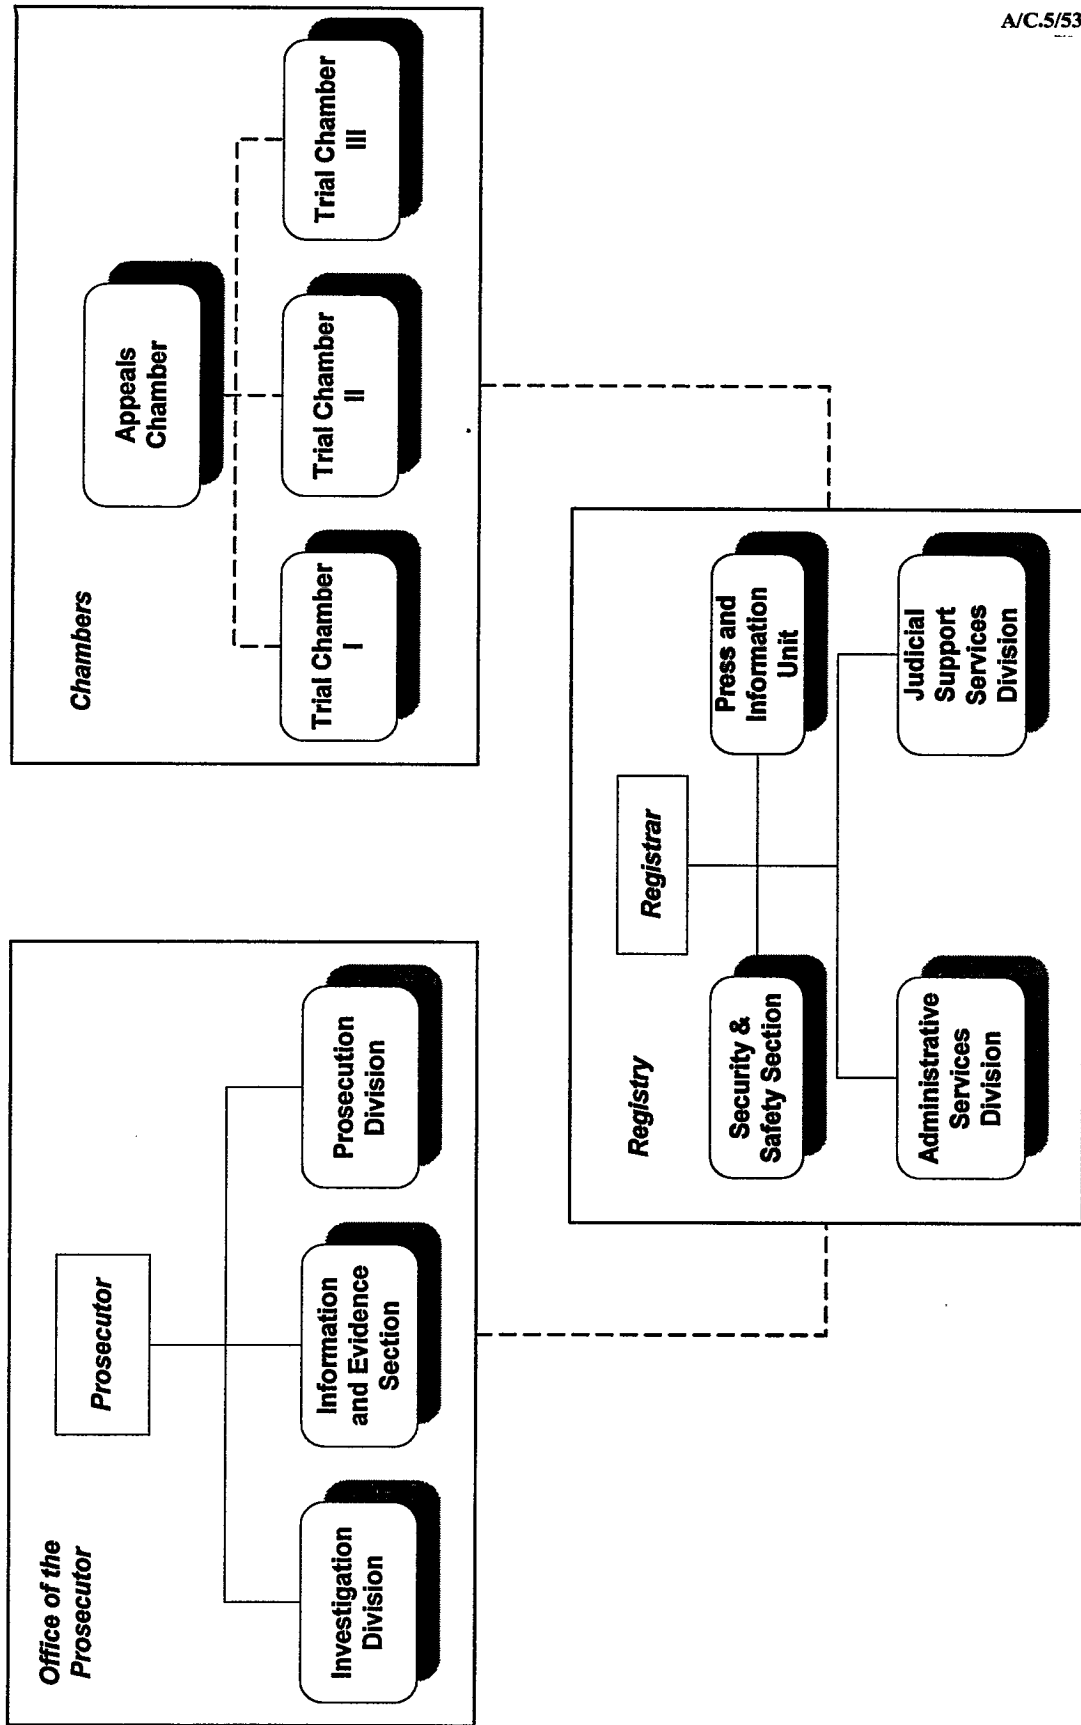 A/C.5/53
Office of the
Prosecutor
Prosecutor
Investigation
Division
Information
and Evidence
Section
Prosecution
Division
Chambers
Appeals
Chamber
Trial Chamber
I
Trial Chamber
II
Trial Chamber
III
Registry
Registrar
Security &
Safety Section
Press and
Information
Unit
Administrative
Services
Division
Judicial
Support
Services
Division